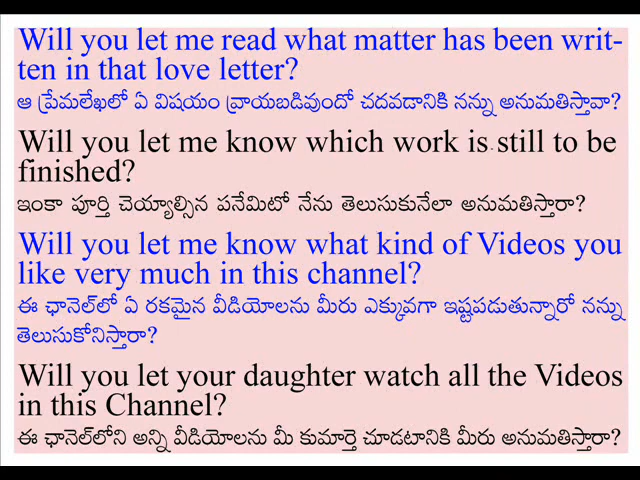 Will you let me read what matter has been writ-
ten in that love letter?
ఆ ప్రేమలేఖలో ఏ విషయం వ్రాయబడివుందో చదవడానికి నన్ను అనుమతిస్తావా?
Will you let me know which work is still to be
finished?
ఇంకా పూర్తి చెయ్యాల్సిన పనేమిటో నేను తెలుసుకునేలా అనుమతిస్తారా?
Will you let me know what kind of Videos you
like very much in this channel?
ఈ ఛానెల్‌లో ఏ రకమైన వీడియోలను మీరు ఎక్కువగా ఇష్టపడుతున్నారో నన్ను
తెలుసుకోనిస్తారా?
Will you let your daughter watch all the Videos
in this Channel?
ఈ ఛానెల్‌లోని అన్ని వీడియోలను మీ కుమార్తె చూడటానికి మీరు అనుమతిస్తారా?